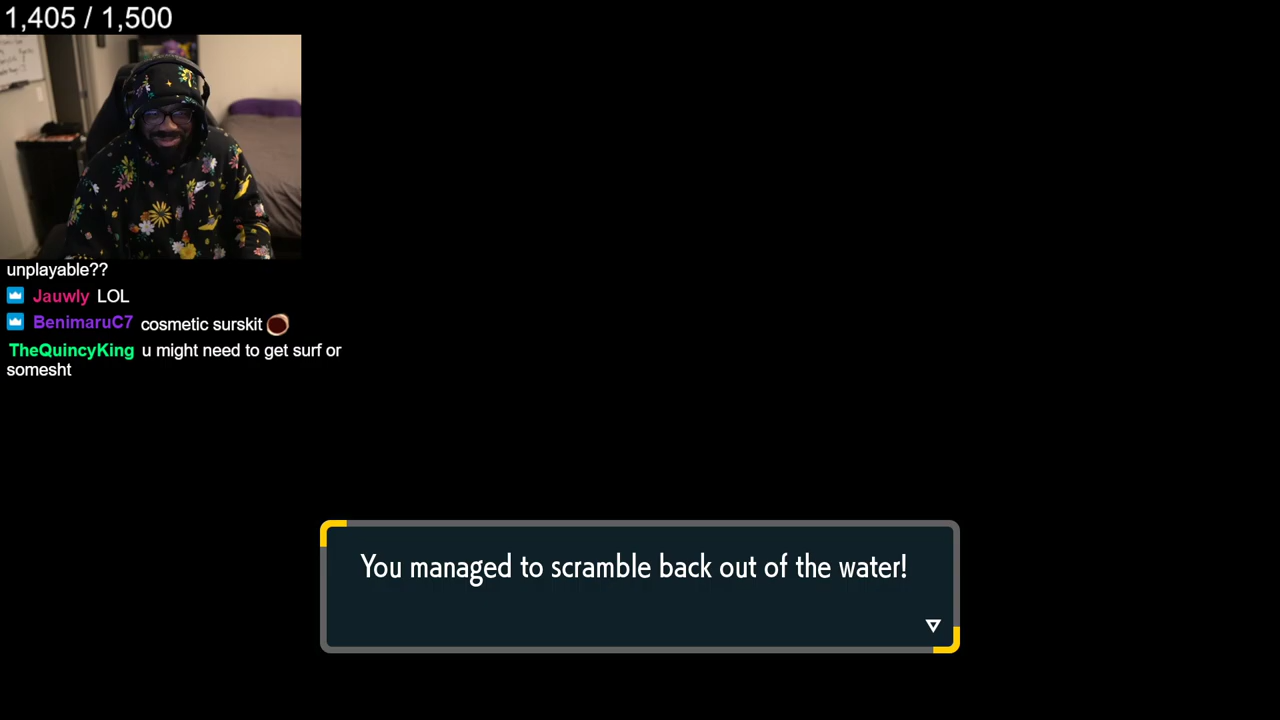 1,405 / 1,500
unplayable??
Jauwly LOL
BenimaruC7 cosmetic surskit
TheQuincyKing u might need to get surf or
somesht
You managed to scramble back out of the water!